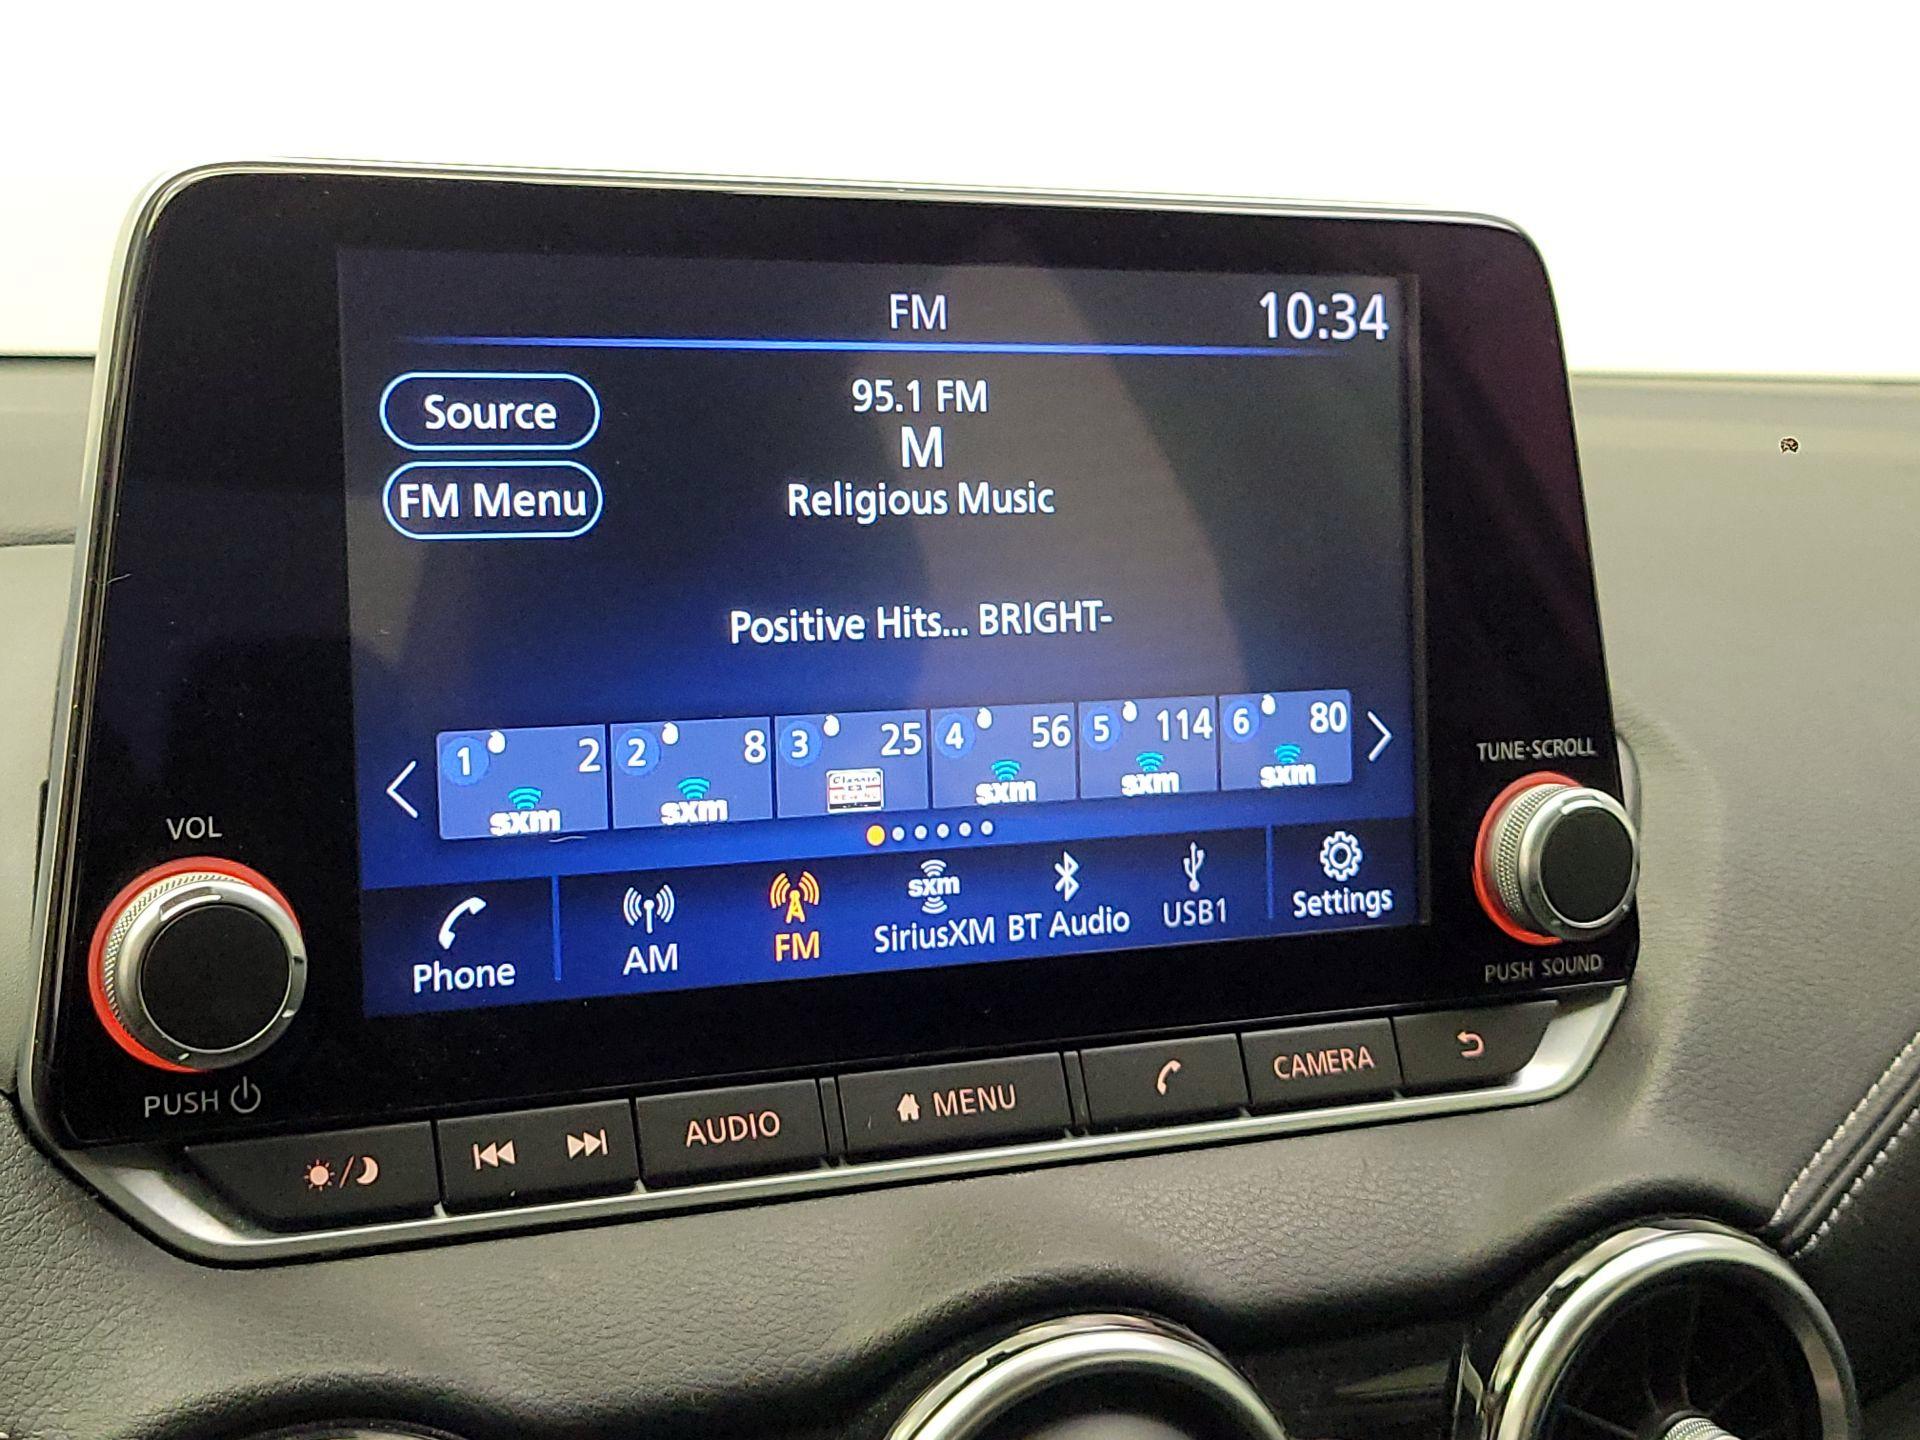 FM
10:34
Source
95.1 FM
M
FM Menu
Religious Music
Positive Hits... BRIGHT-
1 2 sxm
2 8 sxm
3 25 Classic
4 56 sxm
5 114 sxm
6 80 sxm
Phone
AM
FM
sxm
SiriusXM
BT Audio
USB1
Settings
VOL
PUSH
TUNE·SCROLL
PUSH SOUND
AUDIO
MENU
CAMERA